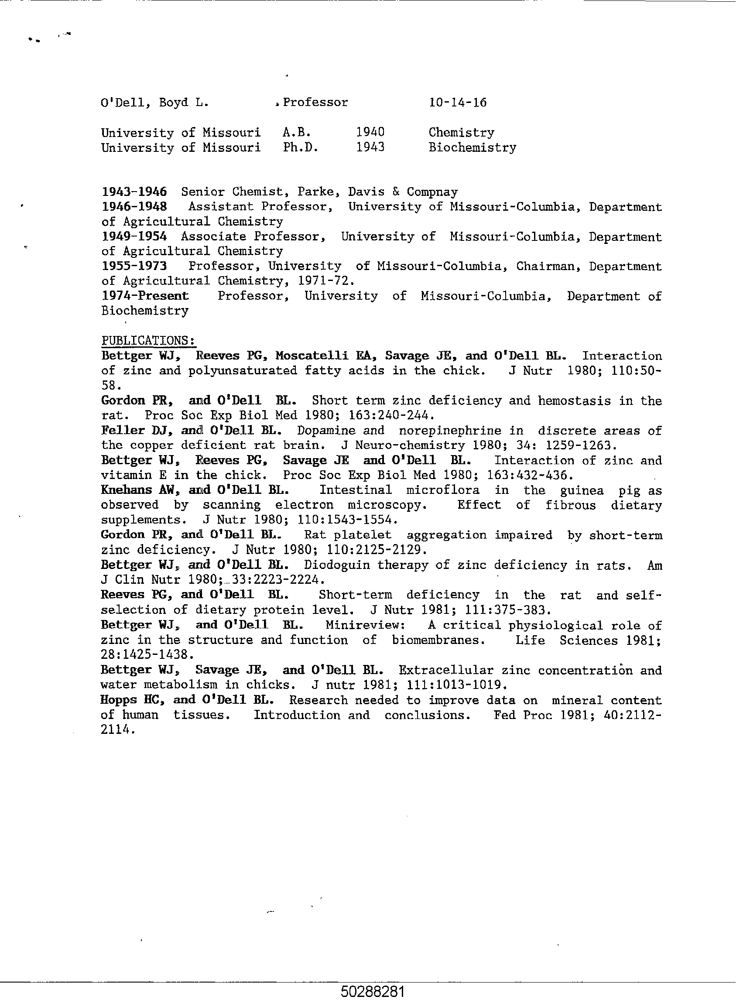 O'Dell, Boyd L. Professor 10-14-16
University of Missouri A.B. 1940 Chemistry
University of Missouri Ph.D. 1943 Biochemistry
1943-1946 Senior Chemist, Parke, Davis & Compnay
1946-1948 Assistant Professor, University of Missouri-Columbia, Department
of Agricultural Chemistry
1949-1954 Associate Professor, University of Missouri-Columbia, Department
of Agricultural Chemistry
1955-1973 Professor, University of Missouri-Columbia, Chairman, Department
of Agricultural Chemistry, 1971-72.
1974-Present Professor, University of Missouri-Columbia, Department of
Biochemistry
PUBLICATIONS:
Bettger WJ, Reeves PG, Moscatelli EA, Savage JE, and O'Dell BL. Interaction
of zinc and polyunsaturated fatty acids in the chick. J Nutr 1980; 110:50-
58.
Gordon PR, and O'Dell BL. Short term zinc deficiency and hemostasis in the
rat. Proc Soc Exp Biol Med 1980; 163:240-244.
Feller DJ, and O'Dell BL. Dopamine and norepinephrine in discrete areas of
the copper deficient rat brain. J Neuro-chemistry 1980; 34: 1259-1263.
Bettger WJ, Reeves PG, Savage JE and O'Dell BL. Interaction of zinc and
vitamin E in the chick. Proc Soc Exp Biol Med 1980; 163:432-436.
Knehans AW, and O'Dell BL. Intestinal microflora in the guinea pig as
observed by scanning electron microscopy. Effect of fibrous dietary
supplements. J Nutr 1980; 110:1543-1554.
Gordon PR, and O'Dell BL. Rat platelet aggregation impaired by short-term
zinc deficiency. J Nutr 1980; 110:2125-2129.
Bettger WJ, and O'Dell BL. Diodoguin therapy of zinc deficiency in rats. Am
J Clin Nutr 1980; 33:2223-2224.
Reeves PG, and O'Dell BL. Short-term deficiency in the rat and self-
selection of dietary protein level. J Nutr 1981; 111:375-383.
Bettger WJ, and O'Dell BL. Minireview: A critical physiological role of
zinc in the structure and function of biomembranes. Life Sciences 1981;
28:1425-1438.
Bettger WJ, Savage JE, and O'Dell BL. Extracellular zinc concentration and
water metabolism in chicks. J nutr 1981; 111:1013-1019.
Hopps HC, and O'Dell BL. Research needed to improve data on mineral content
of human tissues. Introduction and conclusions. Fed Proc 1981; 40:2112-
2114.
50288281